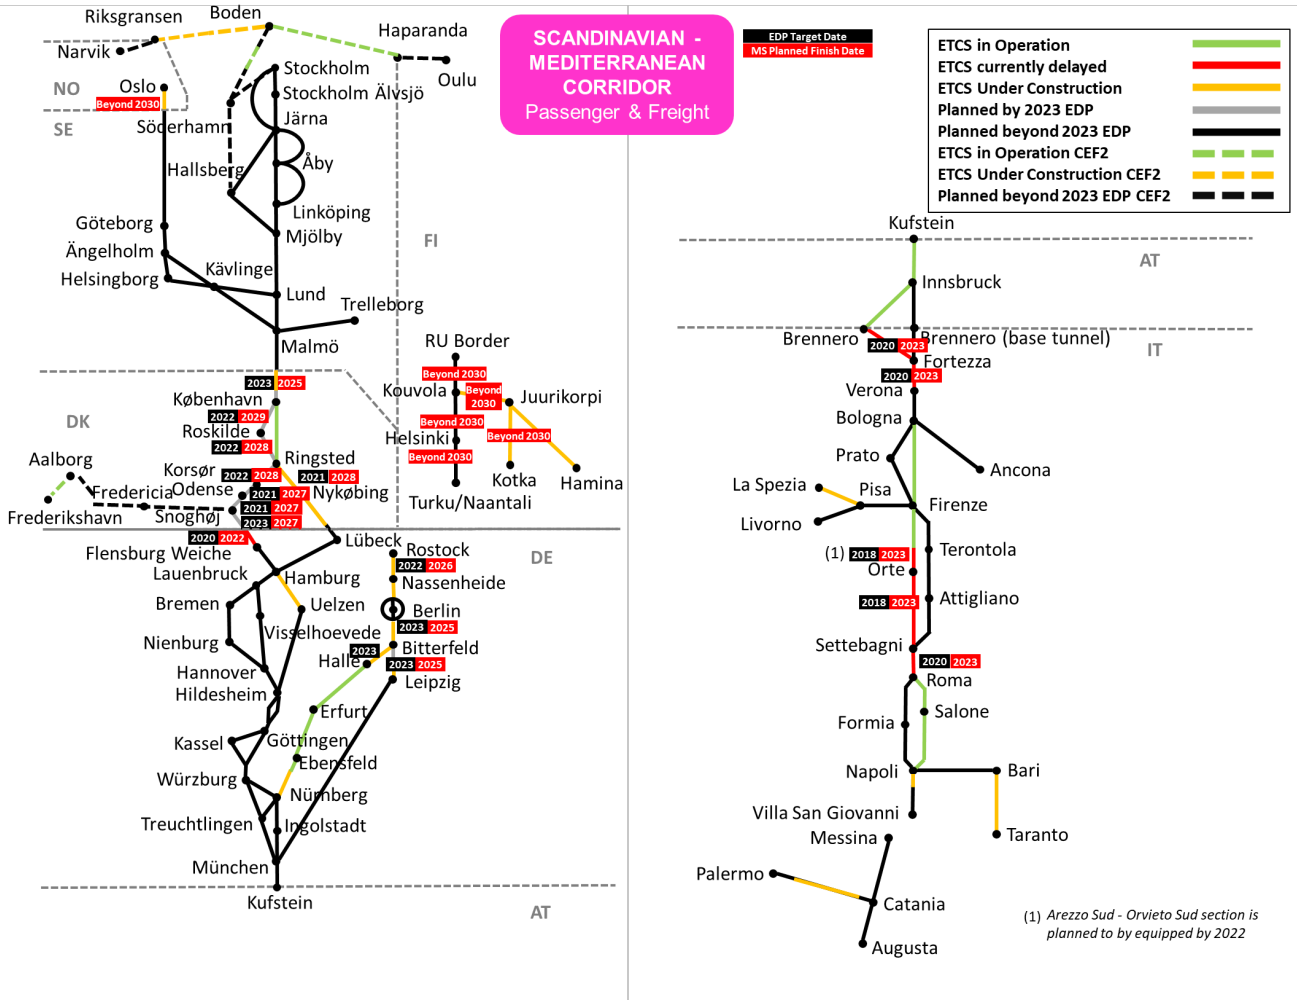 SCANDINAVIAN -
MEDITERRANEAN
CORRIDOR
Passenger & Freight
EDP Target Date
MS Planned Finish Date
ETCS in Operation
ETCS currently delayed
ETCS Under Construction
Planned by 2023 EDP
Planned beyond 2023 EDP
ETCS in Operation CEF2
ETCS Under Construction CEF2
Planned beyond 2023 EDP CEF2
Riksgransen
Boden
Haparanda
Narvik
Oulu
Stockholm
NO
Oslo
Beyond 2030
Stockholm Älvsjö
SE
Söderhamn
Järna
Hallsberg
Åby
Linköping
Göteborg
Mjölby
FI
Ängelholm
Helsingborg
Kävlinge
Lund
Trelleborg
Malmö
RU Border
Beyond 2030
Kouvola
Beyond
2030
Juurikorpi
Beyond 2030
Helsinki
Beyond 2030
Beyond 2030
Kotka
Hamina
Turku/Naantali
2023 2025
København
2022 2029
DK
Roskilde
2022 2028
Aalborg
Korsør
Ringsted
2022 2028
2021 2028
Odense
2021 2027
Nykøbing
Fredericia
2021 2027
Frederikshavn
Snoghøj
2023 2027
2020 2022
Flensburg Weiche
Lübeck
Rostock
DE
2022 2026
Lauenbruck
Hamburg
Nassenheide
Bremen
Uelzen
Berlin
Visselhoevede
2023 2025
Nienburg
2023
Bitterfeld
Halle
2023 2025
Hannover
Leipzig
Hildesheim
Erfurt
Kassel
Göttingen
Ebensfeld
Würzburg
Nürnberg
Treuchtlingen
Ingolstadt
München
Kufstein
AT
Kufstein
AT
Innsbruck
Brennero
Brennero (base tunnel)
2020 2023
IT
Fortezza
2020 2023
Verona
Bologna
Prato
Ancona
La Spezia
Pisa
Livorno
Firenze
(1) 2018 2023
Terontola
Orte
2018 2023
Attigliano
Settebagni
2020 2023
Roma
Salone
Formia
Napoli
Bari
Villa San Giovanni
Messina
Taranto
Palermo
Catania
Augusta
(1) Arezzo Sud - Orvieto Sud section is
planned to by equipped by 2022